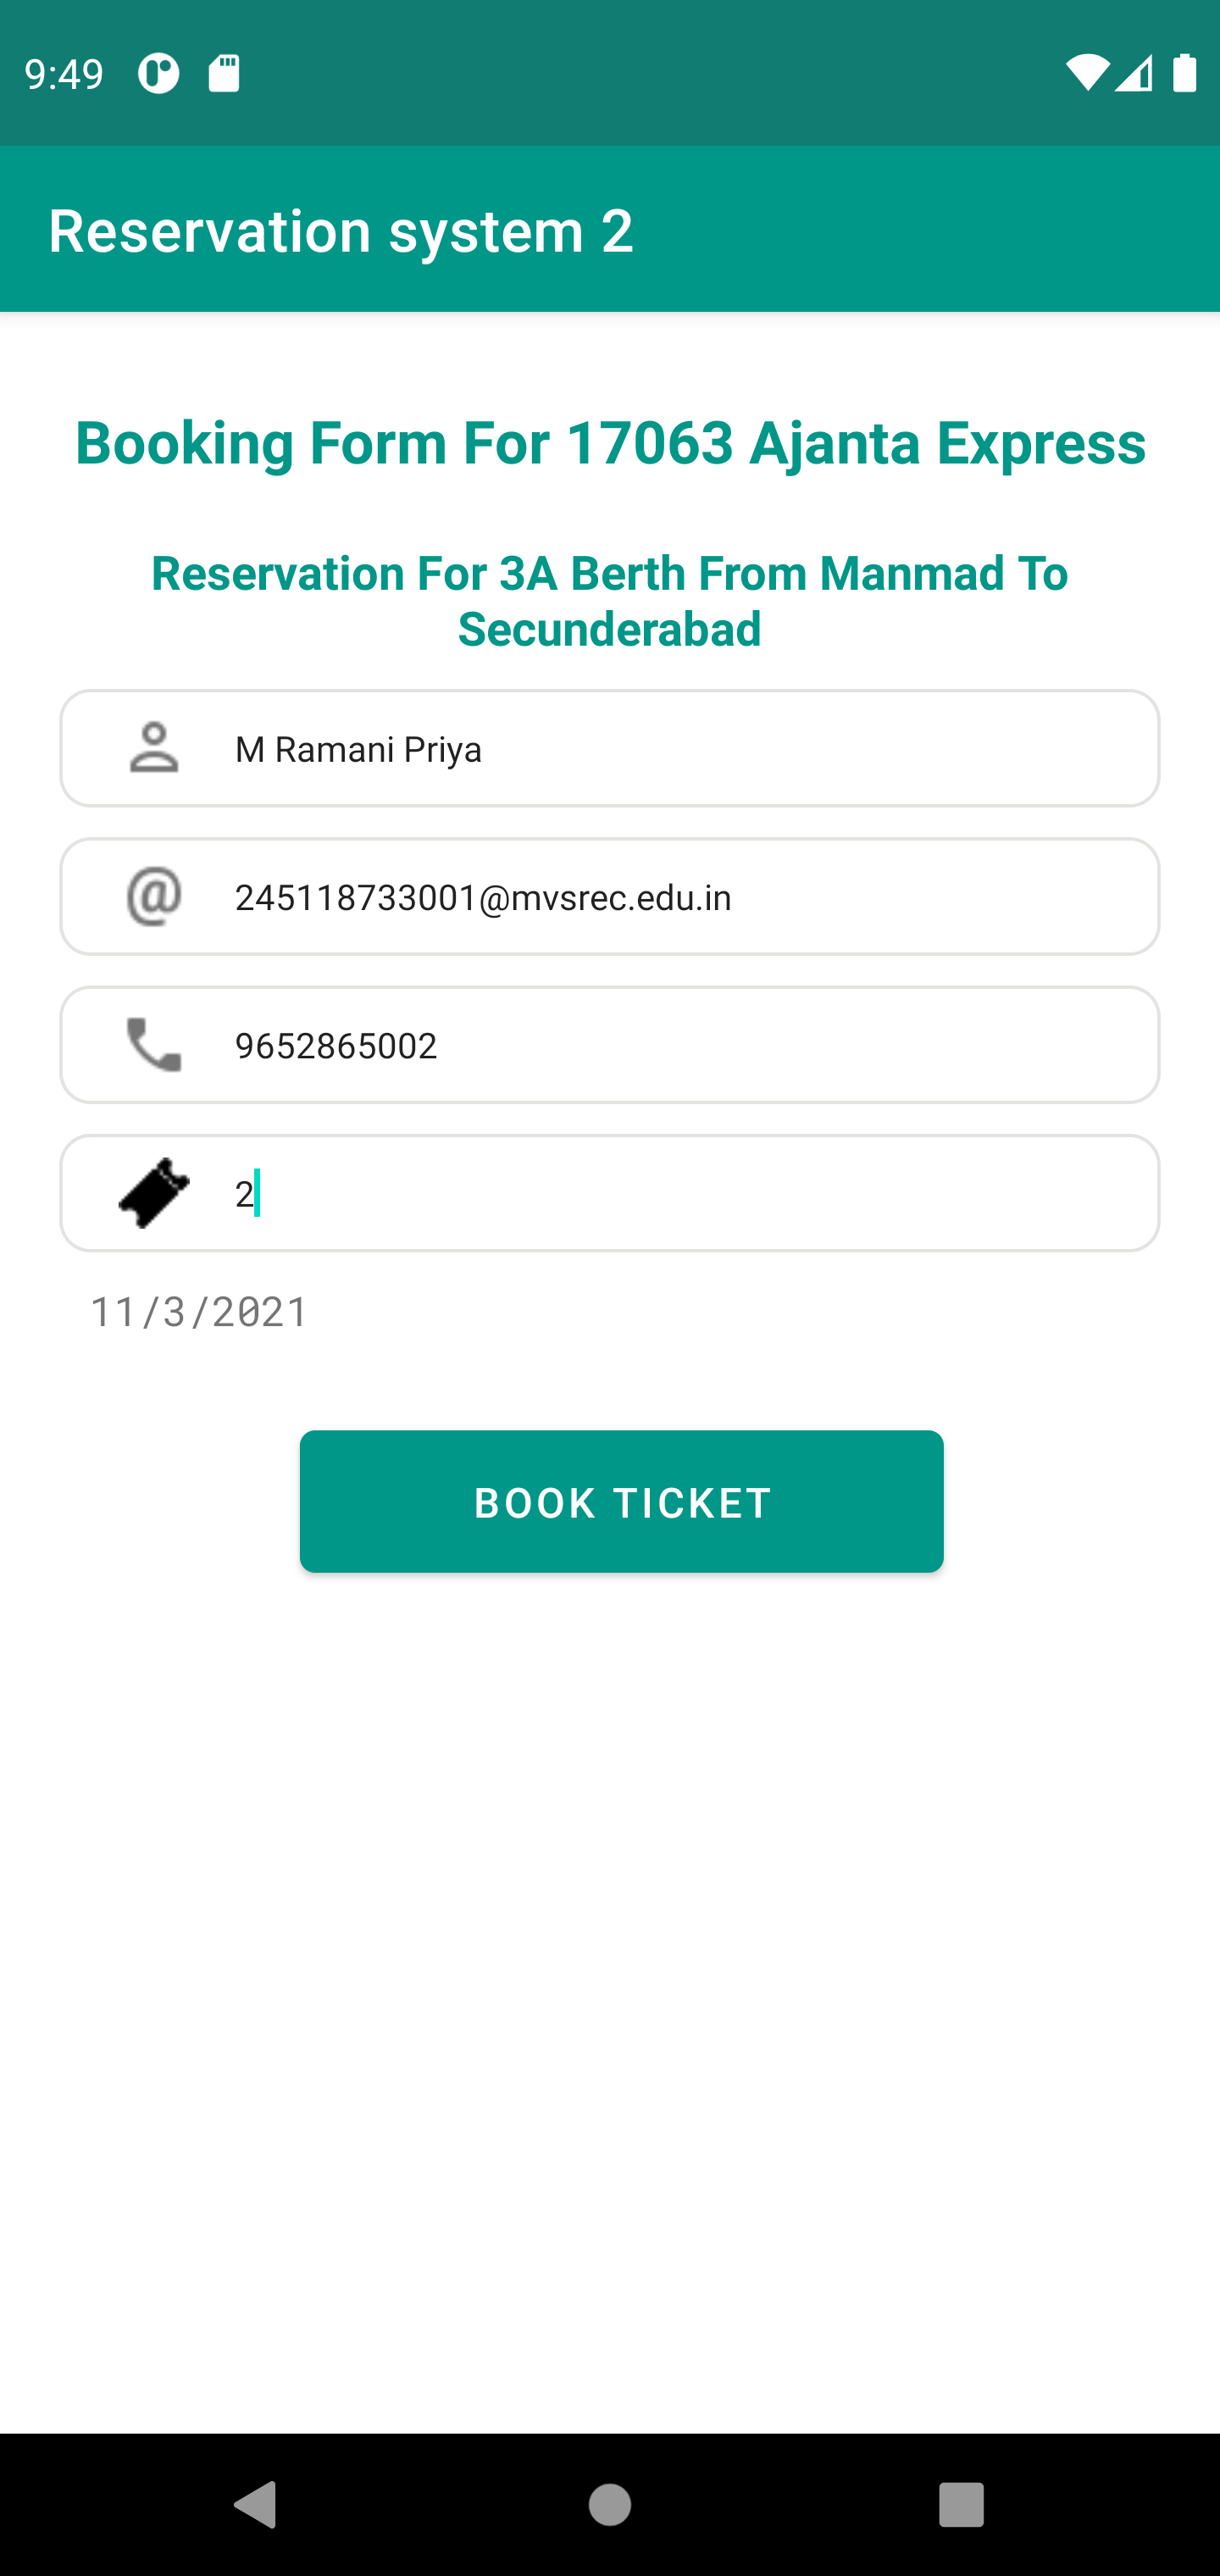 9:49
Reservation system 2
Booking Form For 17063 Ajanta Express
Reservation For 3A Berth From Manmad To
Secunderabad
M Ramani Priya
@ 245118733001@mvsrec.edu.in
9652865002
2
11/3/2021
BOOK TICKET